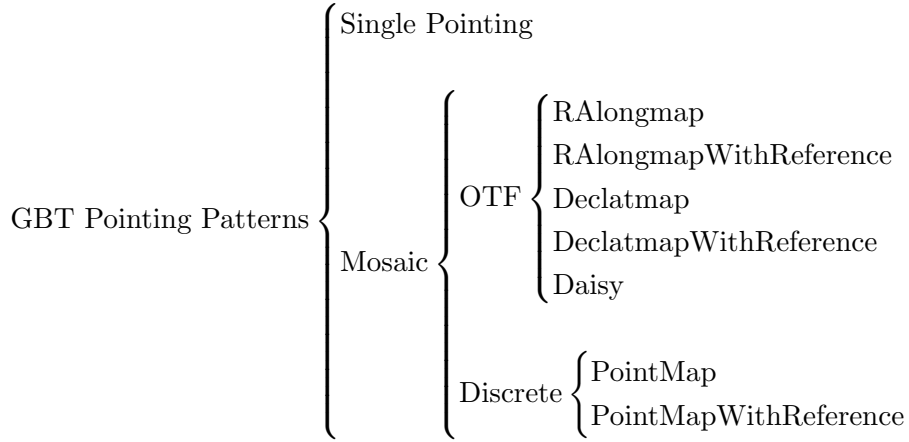 Single Pointing
RAlongmap
RAlongmapWithReference
OTF
Declatmap
GBT Pointing Patterns
DeclatmapWithReference
Mosaic
Daisy
PointMap
Discrete
PointMapWithReference